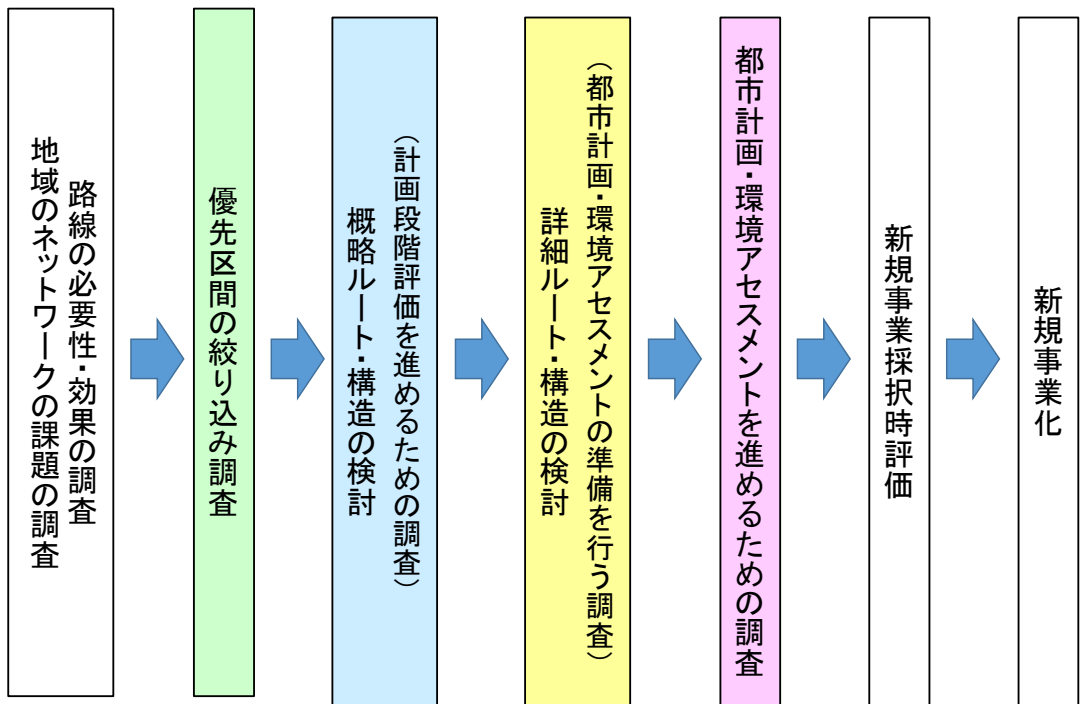 路線の必要性・効果の調査
地域のネットワークの課題の調査
優先区間の絞り込み調査
（計画段階評価を進めるための調査）
概略ルート・構造の検討
（都市計画・環境アセスメントの準備を行う調査）
詳細ルート・構造の検討
都市計画・環境アセスメントを進めるための調査
新規事業採択時評価
新規事業化